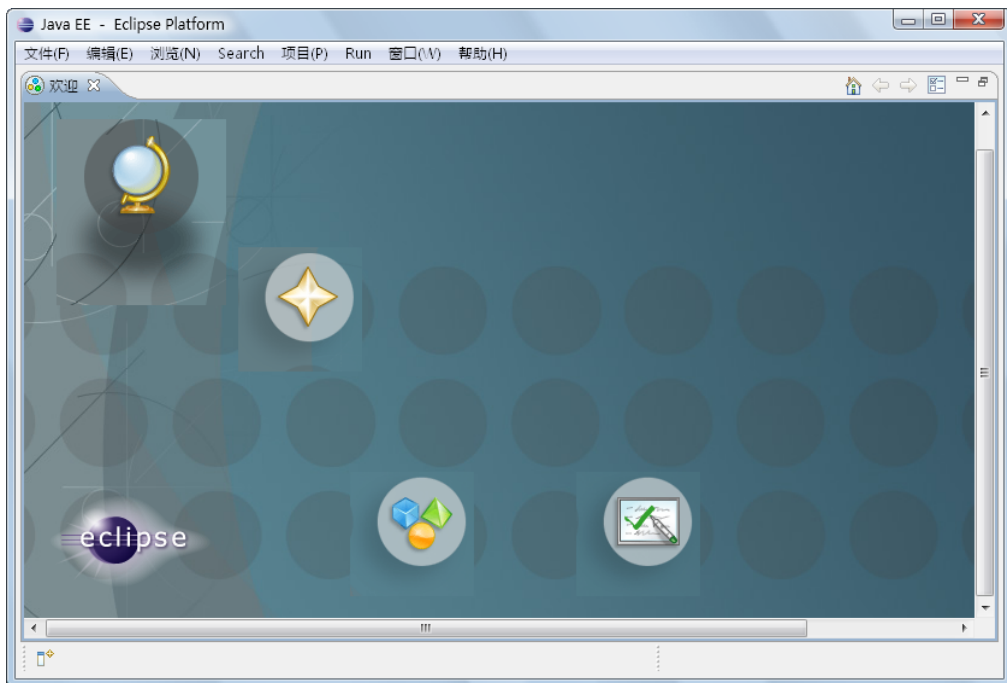 Java EE - Eclipse Platform
文件(F) 编辑(E) 浏览(N) Search 项目(P) Run 窗口(W) 帮助(H)
欢迎
eclipse